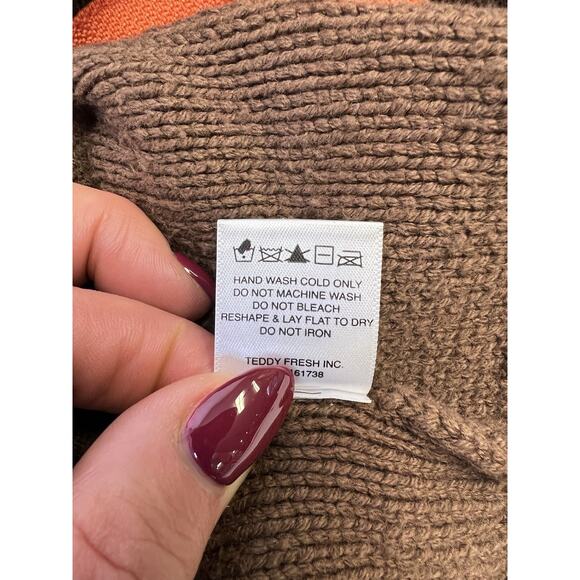 HAND WASH COLD ONLY
DO NOT MACHINE WASH
DO NOT BLEACH
RESHAPE & LAY FLAT TO DRY
DO NOT IRON
TEDDY FRESH INC.
61738